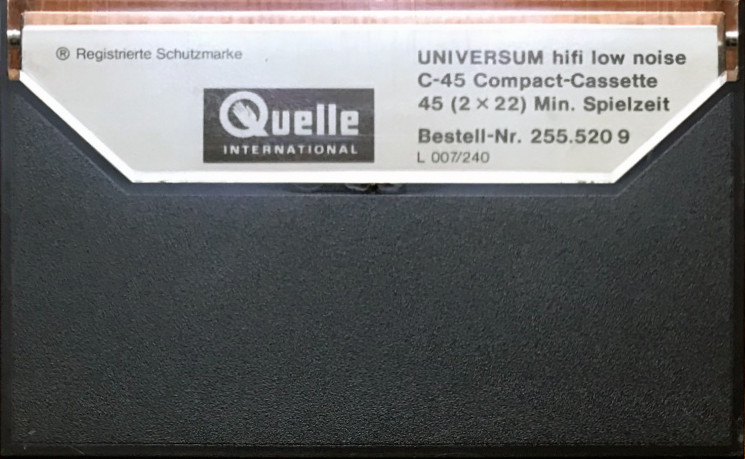 ® Registrierte Schutzmarke
Quelle
INTERNATIONAL
UNIVERSUM hifi low noise
C-45 Compact-Cassette
45 (2 × 22) Min. Spielzeit
Bestell-Nr. 255.520 9
L 007/240